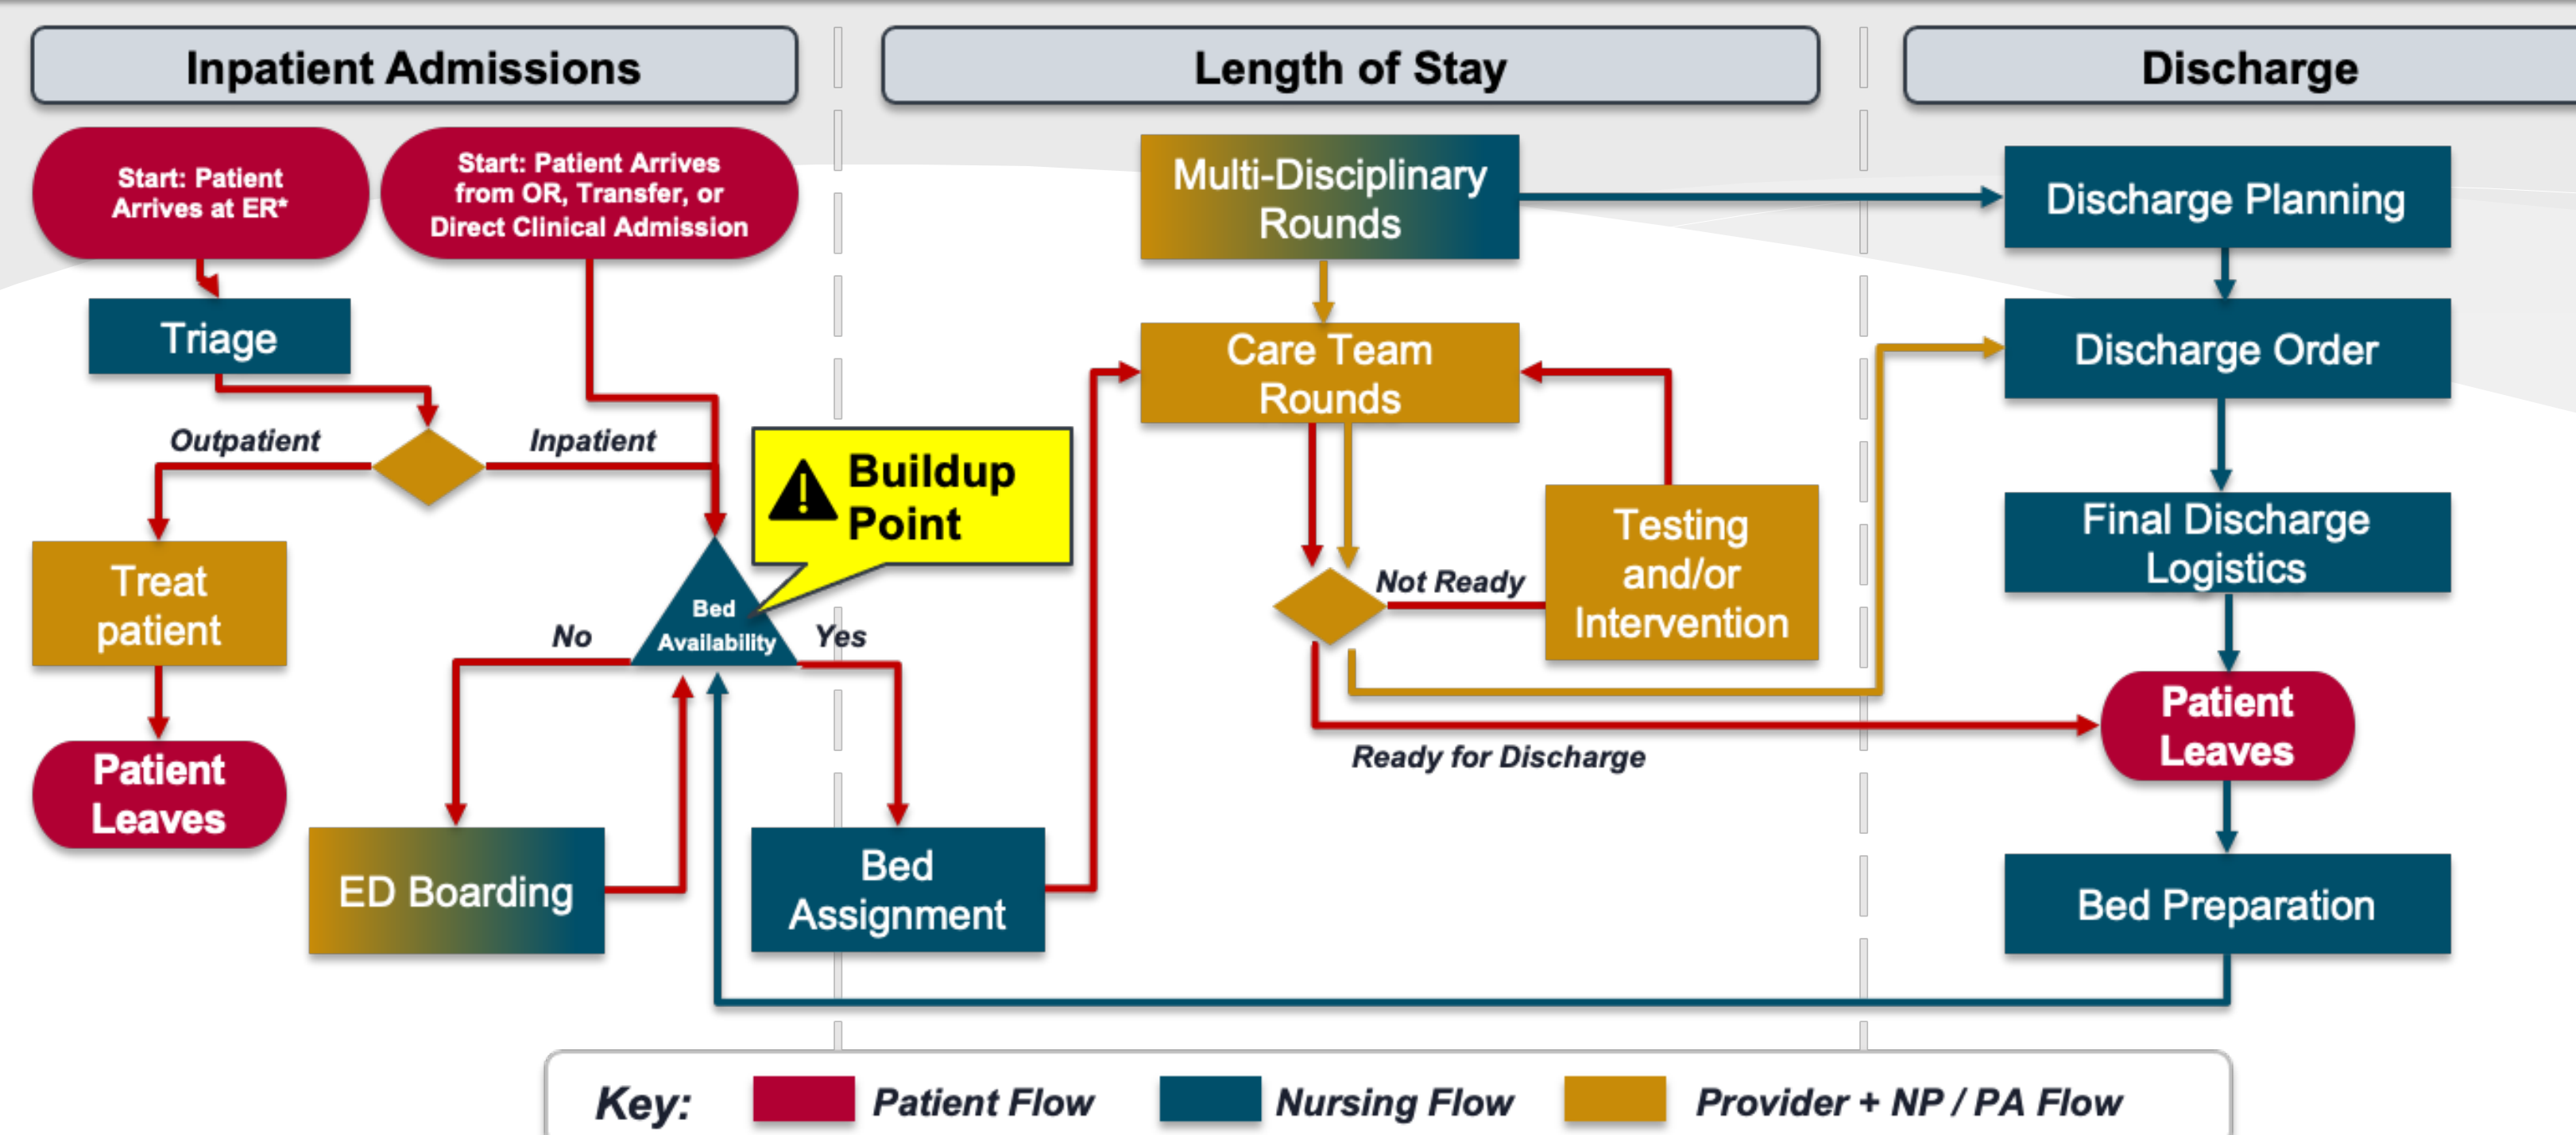 Inpatient Admissions
Length of Stay
Discharge
Start: Patient
Arrives at ER*
Start: Patient Arrives
from OR, Transfer, or
Direct Clinical Admission
Triage
Outpatient
Inpatient
Treat
patient
Patient
Leaves
Buildup
Point
Bed
Availability
No
Yes
ED Boarding
Bed
Assignment
Multi-Disciplinary
Rounds
Care Team
Rounds
Not Ready
Testing
and/or
Intervention
Ready for Discharge
Discharge Planning
Discharge Order
Final Discharge
Logistics
Patient
Leaves
Bed Preparation
Key:
Patient Flow
Nursing Flow
Provider + NP / PA Flow